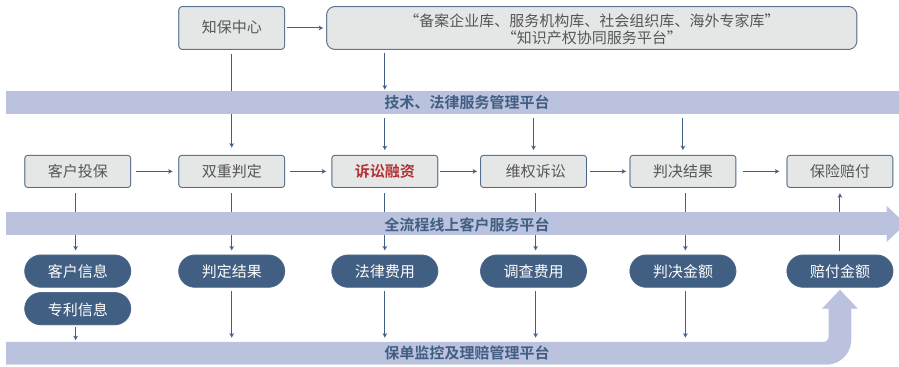 知保中心
“备案企业库、服务机构库、社会组织库、海外专家库”
“知识产权协同服务平台”
技术、法律服务管理平台
客户投保
双重判定
诉讼融资
维权诉讼
判决结果
保险赔付
全流程线上客户服务平台
客户信息
判定结果
法律费用
调查费用
判决金额
赔付金额
专利信息
保单监控及理赔管理平台